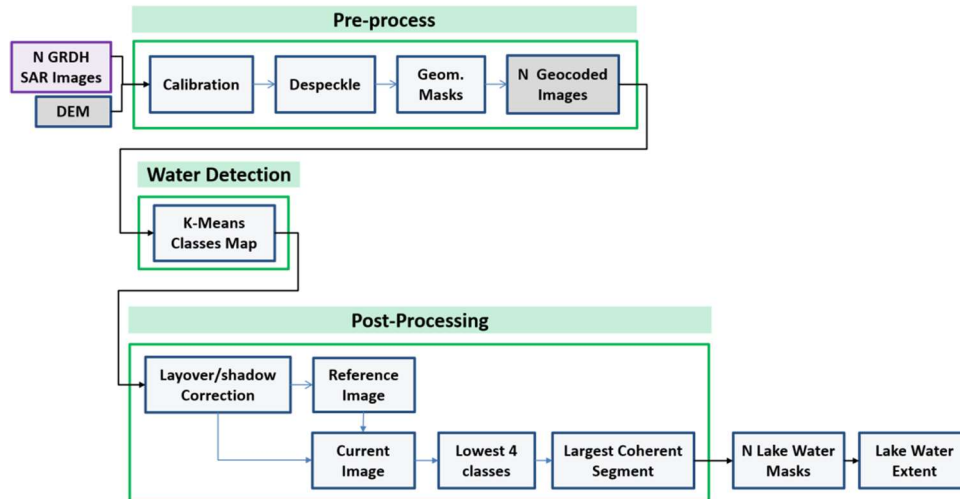 Pre-process
N GRDH
SAR Images
DEM
Calibration
Despeckle
Geom.
Masks
N Geocoded
Images
Water Detection
K-Means
Classes Map
Post-Processing
Layover/shadow
Correction
Reference
Image
Current
Image
Lowest 4
classes
Largest Coherent
Segment
N Lake Water
Masks
Lake Water
Extent